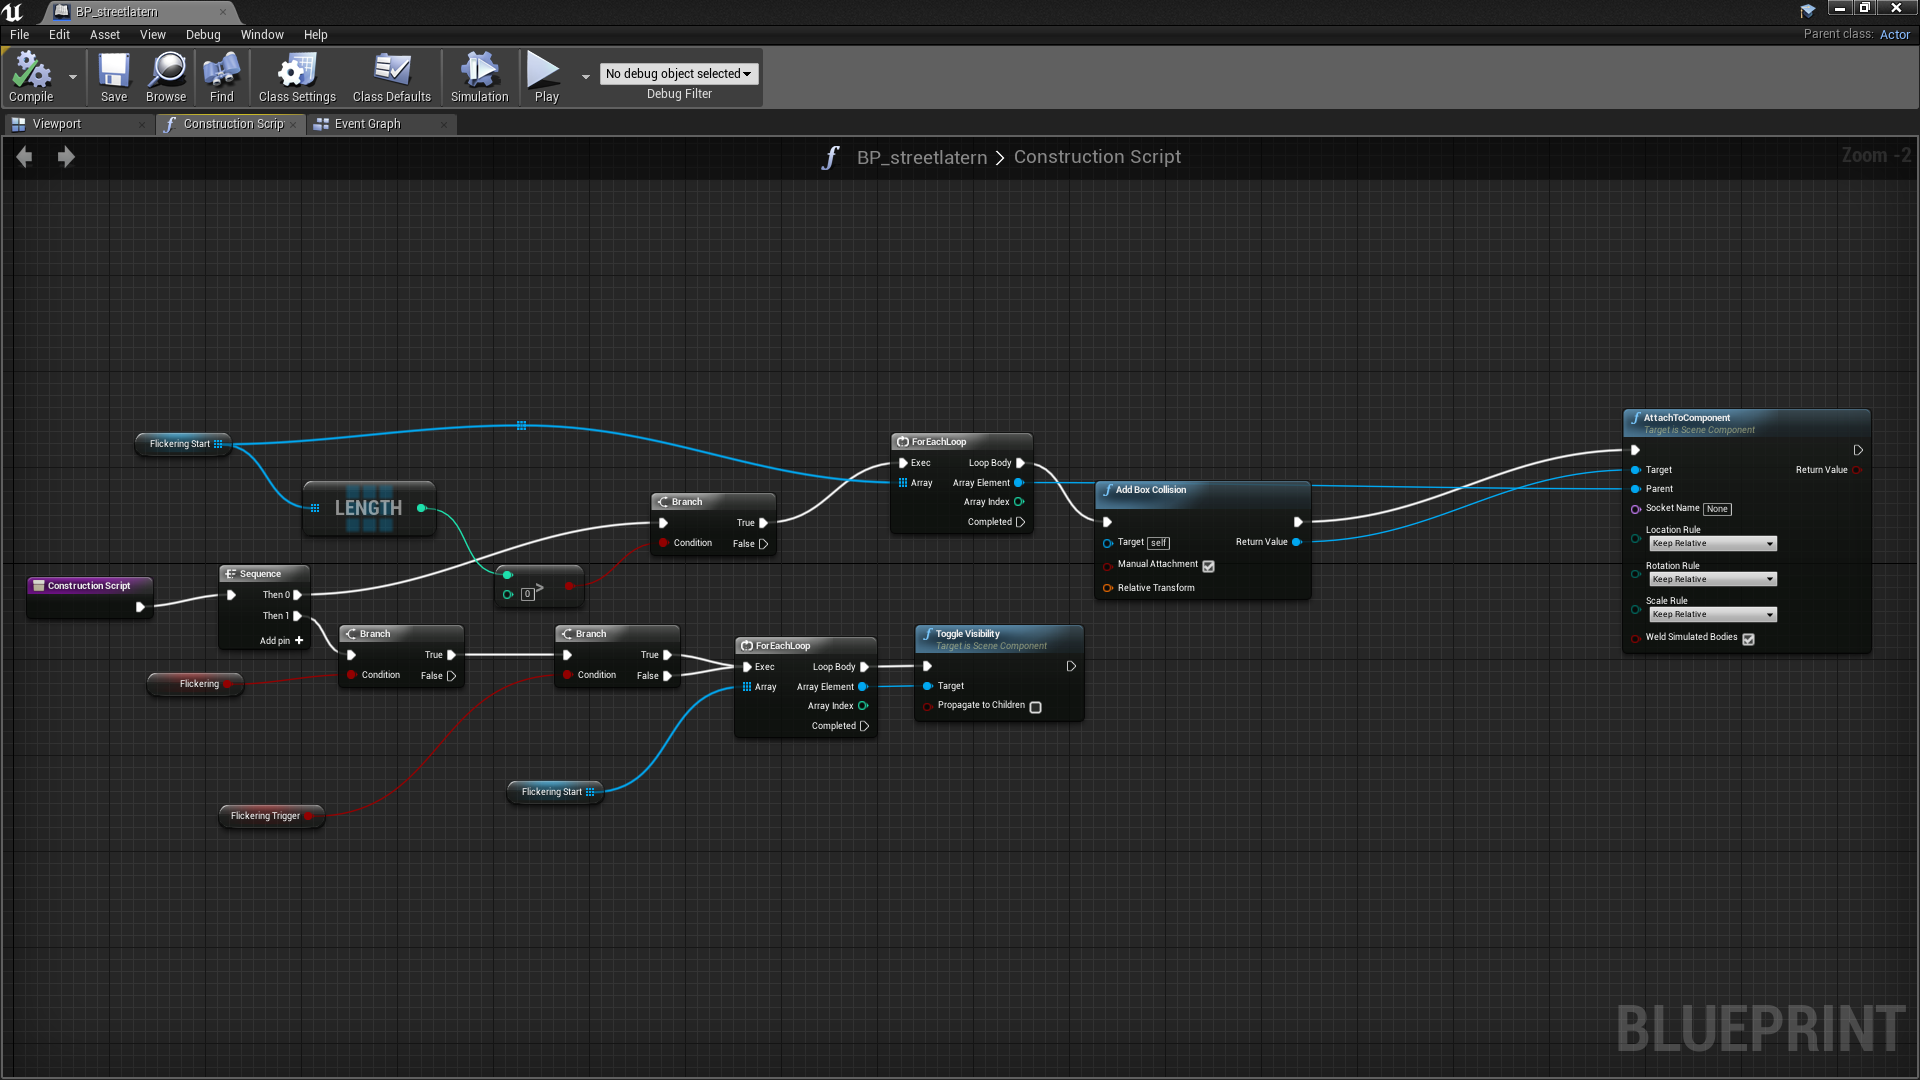 BP_streetlatern
File Edit Asset View Debug Window Help
Parent class: Actor
Compile Save Browse Find Class Settings Class Defaults Simulation Play
No debug object selected
Debug Filter
Viewport
Construction Scrip
Event Graph
BP_streetlatern > Construction Script
Zoom -2
Flickering Start
LENGTH
Construction Script
Sequence
Then 0
Then 1
Add pin +
Flickering
Flickering Trigger
Branch
True
Condition False
0 >
Branch
True
Condition False
Branch
True
Condition False
Flickering Start
ForEachLoop
Exec Loop Body
Array Array Element
Array Index
Completed
Toggle Visibility
Target is Scene Component
Target
Propagate to Children
ForEachLoop
Exec Loop Body
Array Array Element
Array Index
Completed
Add Box Collision
Target self Return Value
Manual Attachment
Relative Transform
AttachToComponent
Target is Scene Component
Target Return Value
Parent
Socket Name None
Location Rule
Keep Relative
Rotation Rule
Keep Relative
Scale Rule
Keep Relative
Weld Simulated Bodies
BLUEPRINT